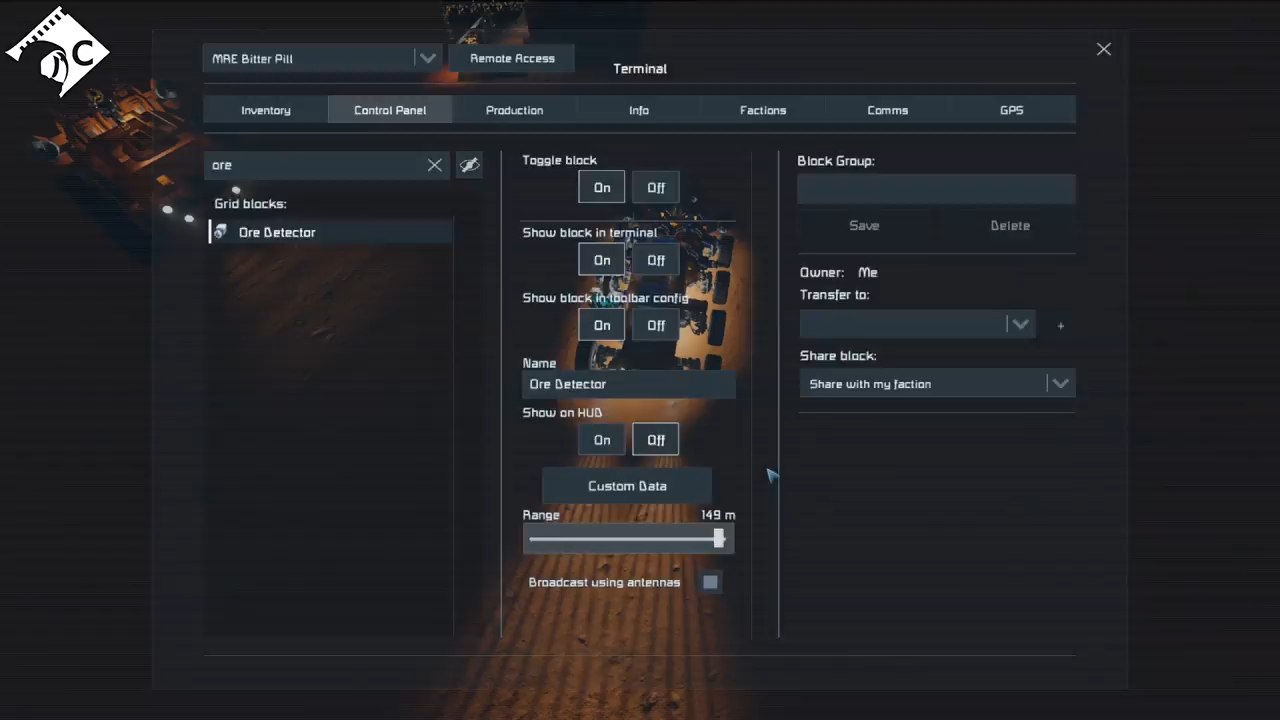 C
MRE Bitter Pill
Remote Access
Terminal
Inventory
Control Panel
Production
Info
Factions
Comms
GPS
ore
Grid blocks:
Ore Detector
Toggle block
On Off
Show block in terminal
On Off
Show block in toolbar config
On Off
Name
Ore Detector
Show on HUD
On Off
Custom Data
Range 149 m
Broadcast using antennas
Block Group:
Save Delete
Owner: Me
Transfer to:
+
Share block:
Share with my faction